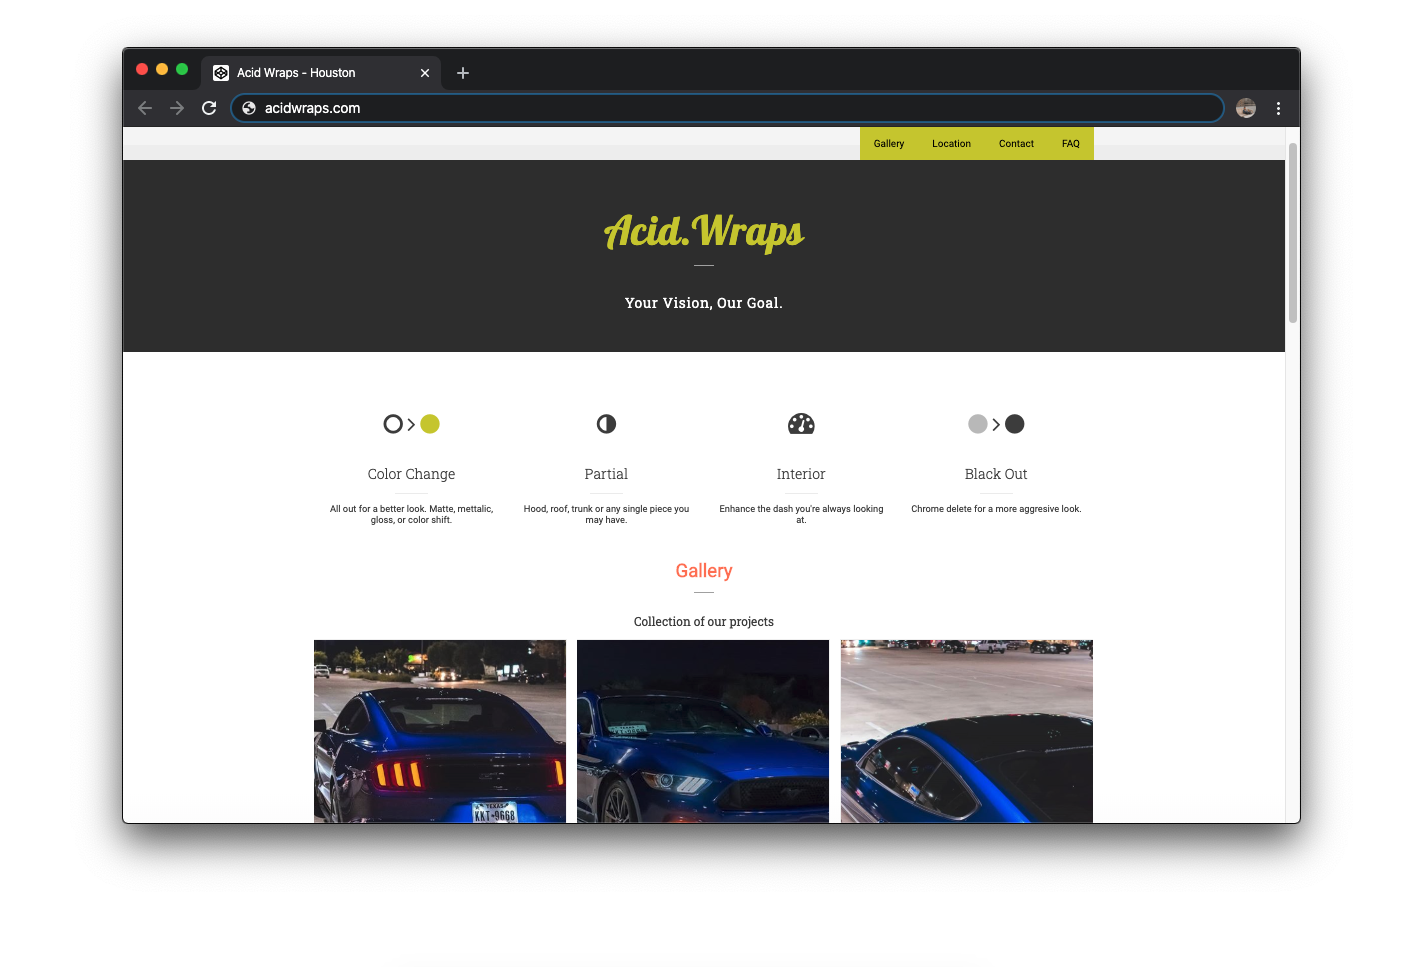 Acid Wraps - Houston
acidwraps.com
Gallery Location Contact FAQ
Acid.Wraps
Your Vision, Our Goal.
Color Change
All out for a better look. Matte, mettalic,
gloss, or color shift.
Partial
Hood, roof, trunk or any single piece you
may have.
Interior
Enhance the dash you're always looking
at.
Black Out
Chrome delete for a more aggresive look.
Gallery
Collection of our projects
GT
TEXAS
KKT★9668